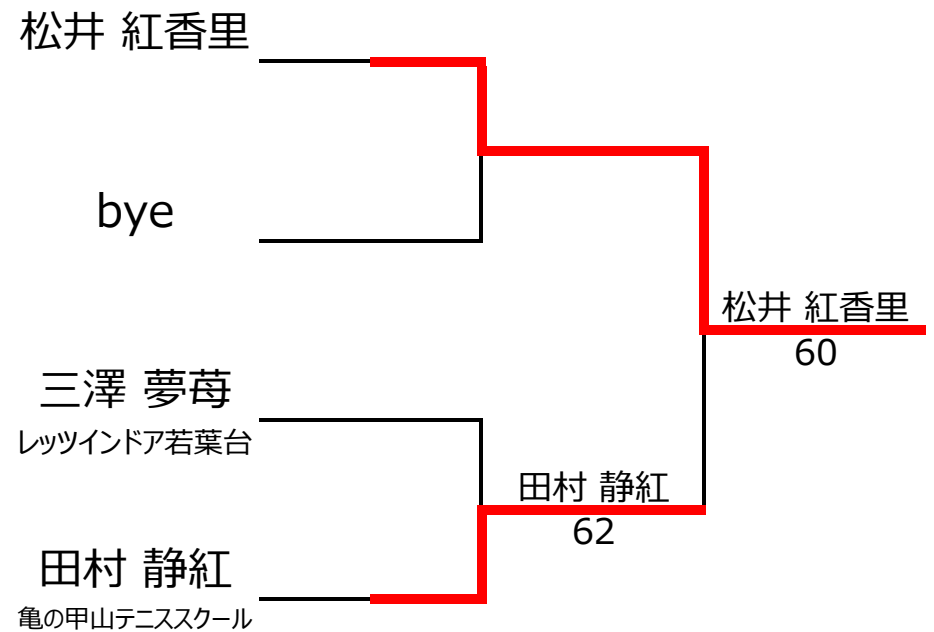 松井 紅香里
bye
三澤 夢苺
レッツインドア若葉台
田村 静紅
亀の甲山テニススクール
田村 静紅
62
松井 紅香里
60